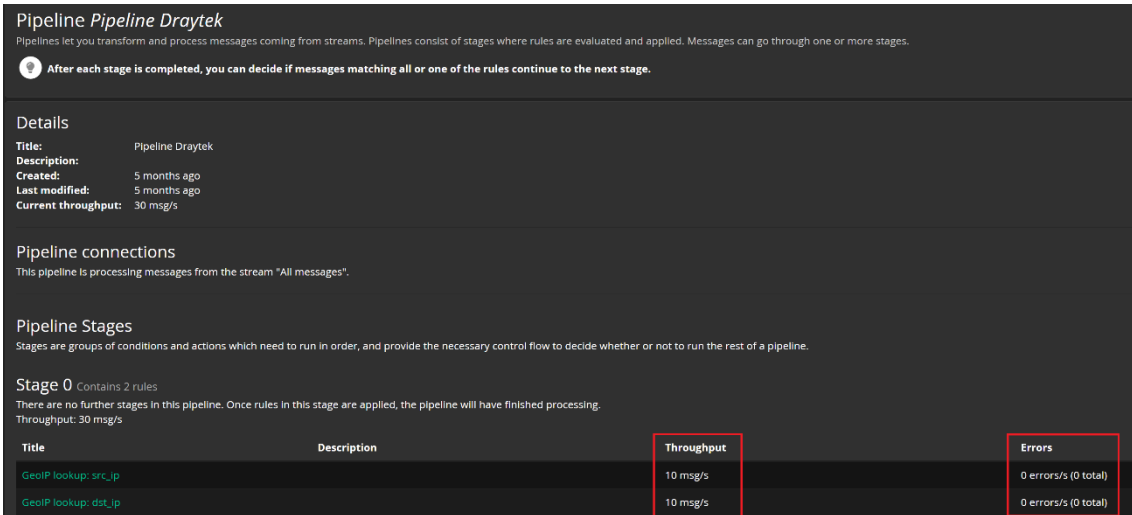 Pipeline Pipeline Draytek
Pipelines let you transform and process messages coming from streams. Pipelines consist of stages where rules are evaluated and applied. Messages can go through one or more stages.
After each stage is completed, you can decide if messages matching all or one of the rules continue to the next stage.
Details
Title: Pipeline Draytek
Description:
Created: 5 months ago
Last modified: 5 months ago
Current throughput: 30 msg/s
Pipeline connections
This pipeline is processing messages from the stream "All messages".
Pipeline Stages
Stages are groups of conditions and actions which need to run in order, and provide the necessary control flow to decide whether or not to run the rest of a pipeline.
Stage 0 Contains 2 rules
There are no further stages in this pipeline. Once rules in this stage are applied, the pipeline will have finished processing.
Throughput: 30 msg/s
Title Description Throughput Errors
GeoIP lookup: src_ip 10 msg/s 0 errors/s (0 total)
GeoIP lookup: dst_ip 10 msg/s 0 errors/s (0 total)